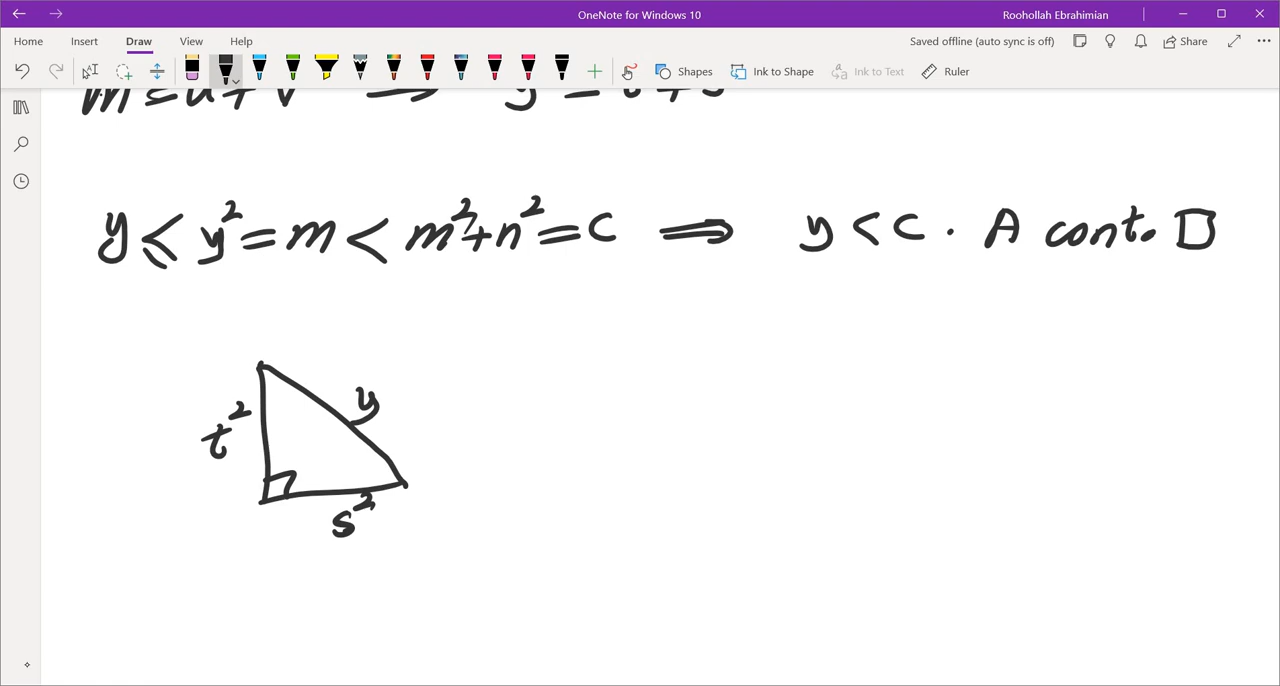 OneNote for Windows 10
Roohollah Ebrahimian
Home Insert Draw View Help
Saved offline (auto sync is off) Share
Shapes Ink to Shape Ink to Text Ruler
y ≤ y² = m < m² + n² = c ⟹ y < c . A cont. □
t²
y
s²